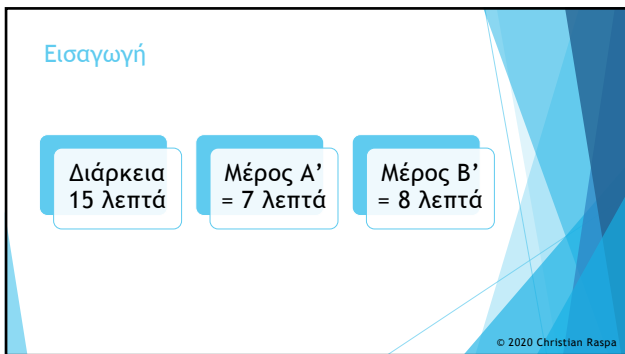 Εισαγωγή
Διάρκεια
15 λεπτά
Μέρος Α’
= 7 λεπτά
Μέρος Β’
= 8 λεπτά
© 2020 Christian Raspa